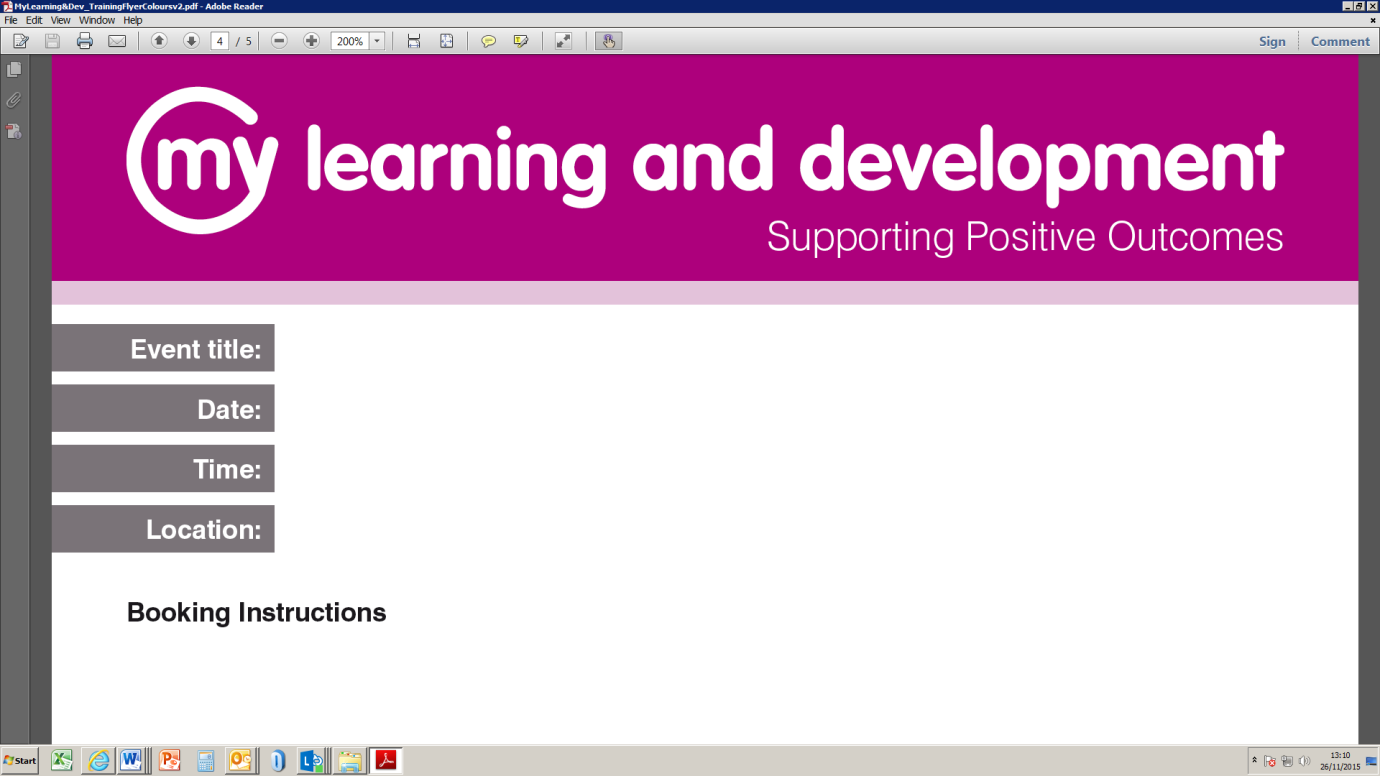 MyLearning&Dev_TrainingFlyerColoursv2.pdf - Adobe Reader
File Edit View Window Help
4 / 5 200% Sign Comment
my learning and development
Supporting Positive Outcomes
Event title:
Date:
Time:
Location:
Booking Instructions
Start
13:10
26/11/2015